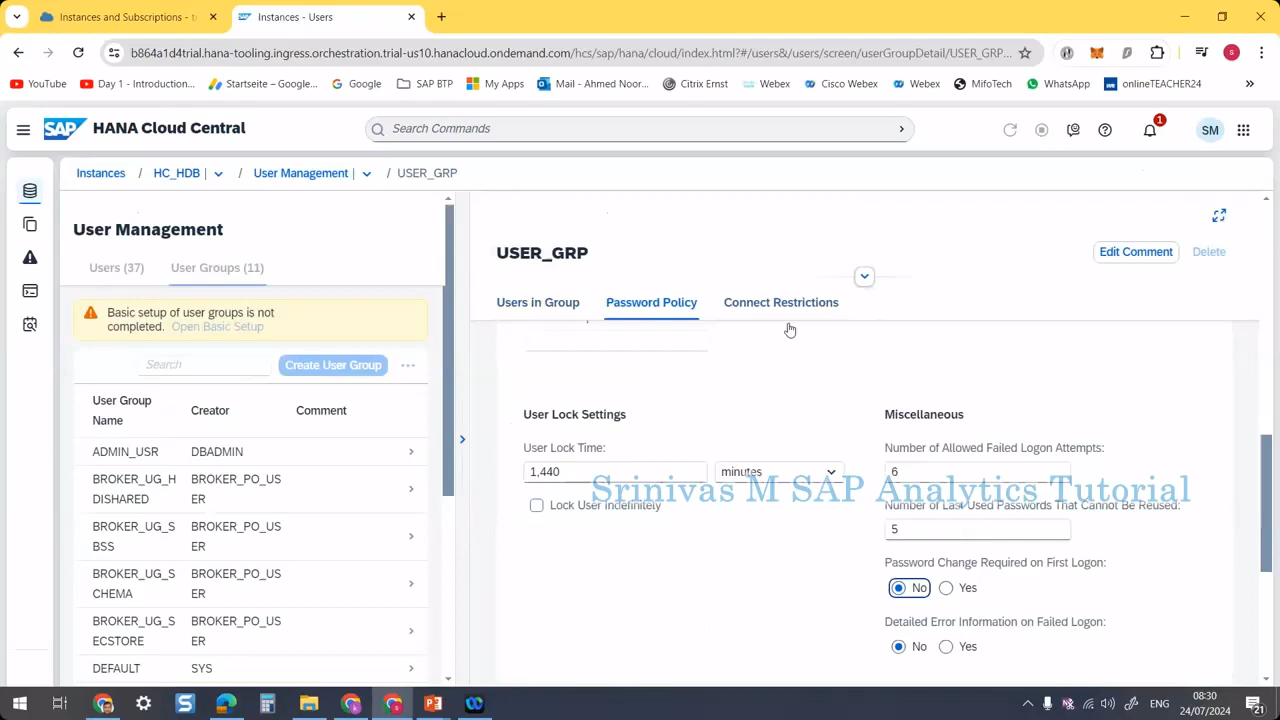 Instances and Subscriptions - t
Instances - Users
b864a1d4trial.hana-tooling.ingress.orchestration.trial-us10.hanacloud.ondemand.com/hcs/sap/hana/cloud/index.html?#/users&/users/screen/userGroupDetail/USER_GRP...
S
YouTube
Day 1 - Introduction...
Startseite – Google...
Google
SAP BTP
My Apps
Mail - Ahmed Noor...
Citrix Ernst
Webex
Cisco Webex
Webex
MifoTech
WhatsApp
onlineTEACHER24
SAP
HANA Cloud Central
Search Commands
1
SM
Instances / HC_HDB | / User Management | / USER_GRP
User Management
Users (37)
User Groups (11)
Basic setup of user groups is not
completed. Open Basic Setup
Search
Create User Group
User Group
Name
Creator
Comment
ADMIN_USR
DBADMIN
BROKER_UG_H
DISHARED
BROKER_PO_US
ER
BROKER_UG_S
BSS
BROKER_PO_US
ER
BROKER_UG_S
CHEMA
BROKER_PO_US
ER
BROKER_UG_S
ECSTORE
BROKER_PO_US
ER
DEFAULT
SYS
USER_GRP
Edit Comment
Delete
Users in Group
Password Policy
Connect Restrictions
User Lock Settings
User Lock Time:
1,440
minutes
Lock User Indefinitely
Miscellaneous
Number of Allowed Failed Logon Attempts:
6
Number of Last Used Passwords That Cannot Be Reused:
5
Password Change Required on First Logon:
No
Yes
Detailed Error Information on Failed Logon:
No
Yes
Srinivas M SAP Analytics Tutorial
ENG
08:30
24/07/2024
21